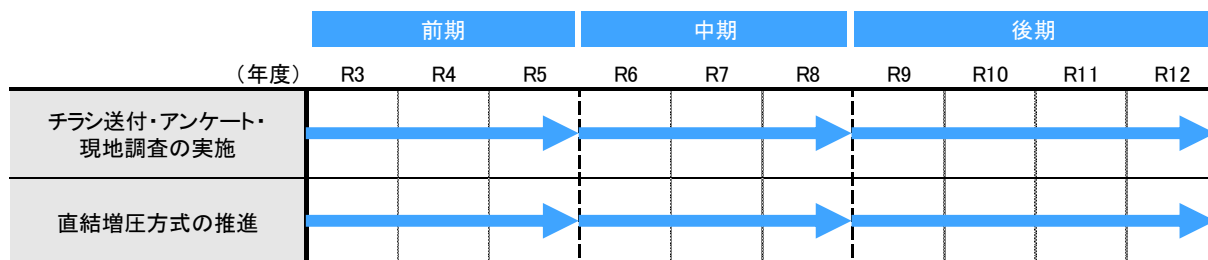 前期 中期 後期
（年度） R3 R4 R5 R6 R7 R8 R9 R10 R11 R12
チラシ送付・アンケート・
現地調査の実施
直結増圧方式の推進